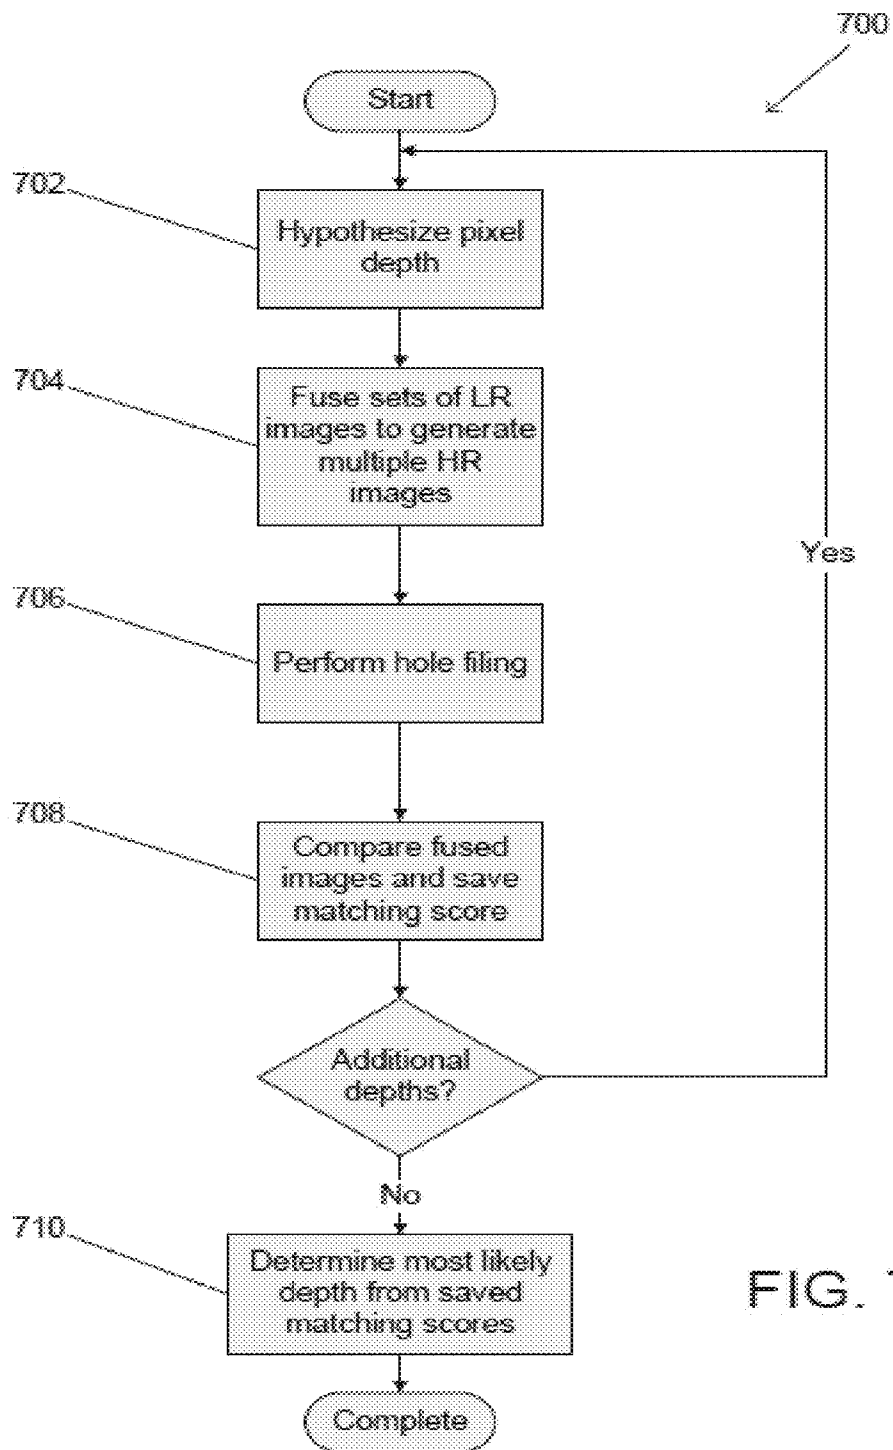 700
Start
702
Hypothesize pixel
depth
704
Fuse sets of LR
images to generate
multiple HR
images
Yes
706
Perform hole filing
708
Compare fused
images and save
matching score
Additional
depths?
No
710
Determine most likely
depth from saved
matching scores
FIG.
Complete